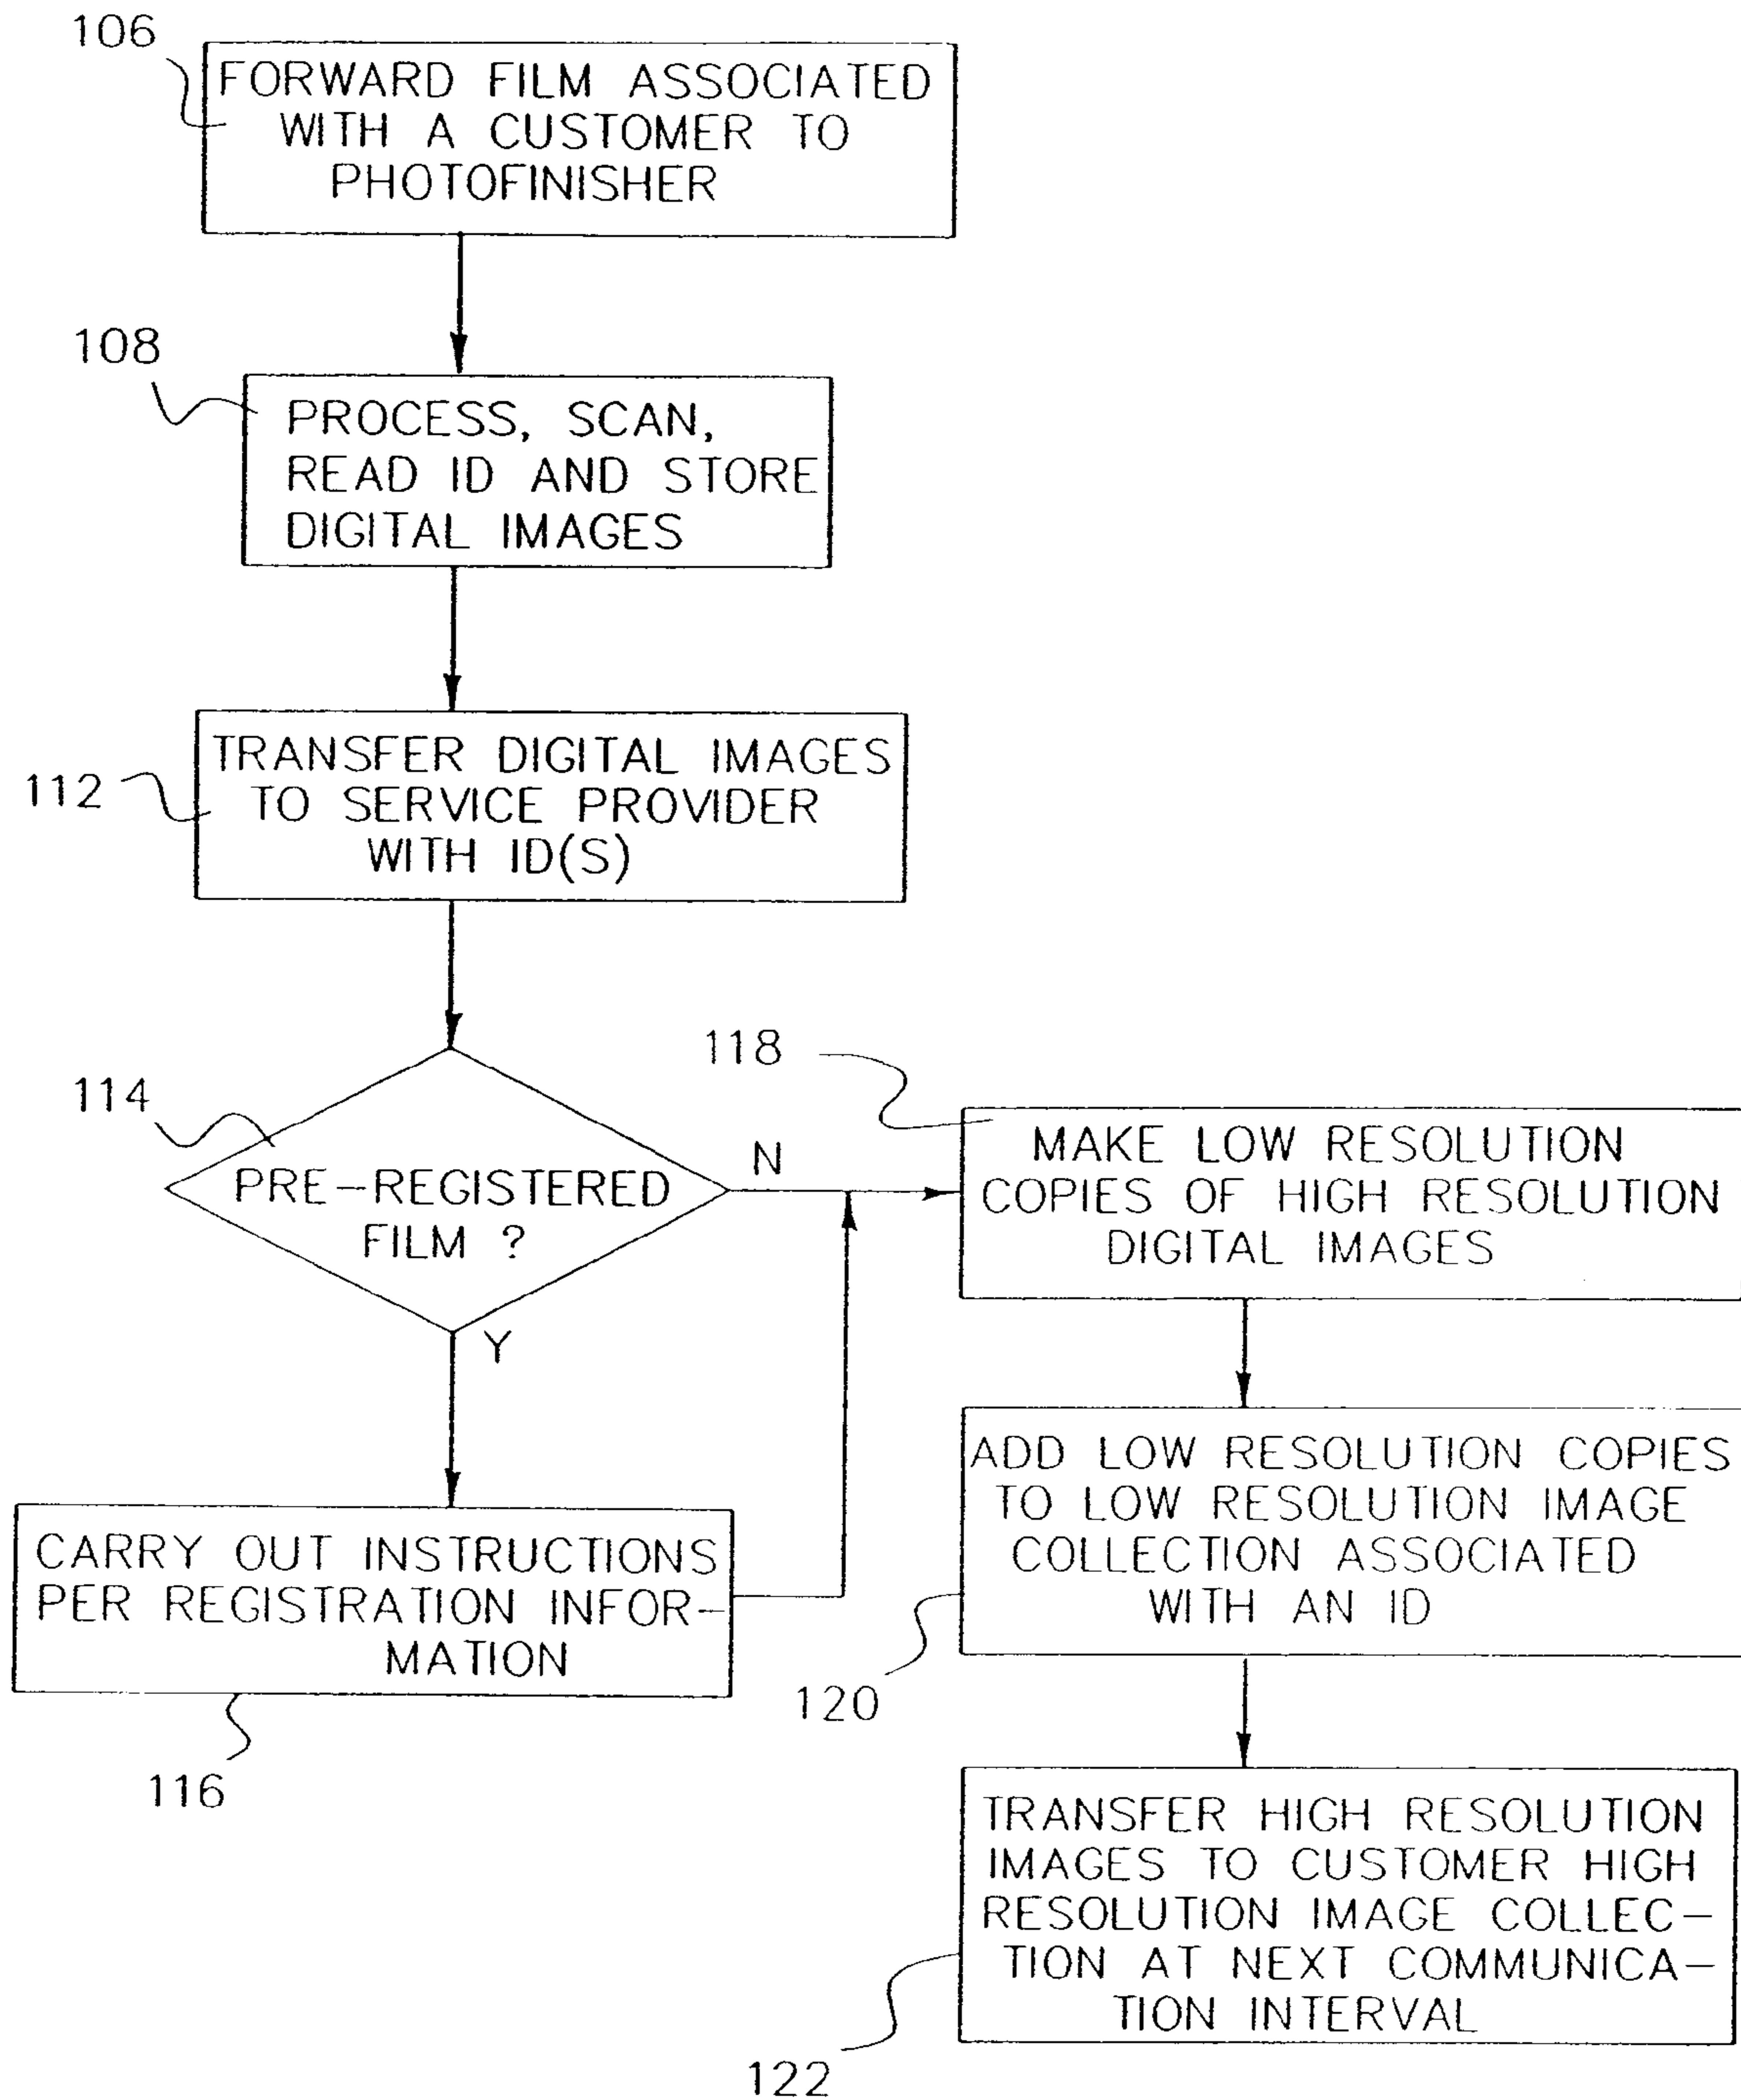 106
FORWARD FILM ASSOCIATED
WITH A CUSTOMER TO
PHOTOFINISHER
108
PROCESS, SCAN,
READ ID AND STORE
DIGITAL IMAGES
112
TRANSFER DIGITAL IMAGES
TO SERVICE PROVIDER
WITH ID(S)
114
PRE-REGISTERED
FILM ?
N
Y
CARRY OUT INSTRUCTIONS
PER REGISTRATION INFOR-
MATION
116
118
MAKE LOW RESOLUTION
COPIES OF HIGH RESOLUTION
DIGITAL IMAGES
ADD LOW RESOLUTION COPIES
TO LOW RESOLUTION IMAGE
COLLECTION ASSOCIATED
WITH AN ID
120
TRANSFER HIGH RESOLUTION
IMAGES TO CUSTOMER HIGH
RESOLUTION IMAGE COLLEC-
TION AT NEXT COMMUNICA-
TION INTERVAL
122